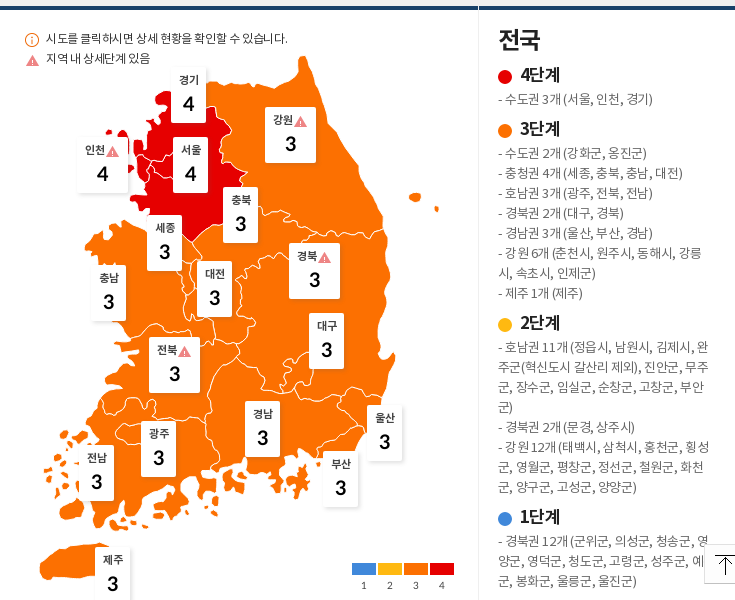 시도를 클릭하시면 상세 현황을 확인할 수 있습니다.
지역 내 상세단계 있음
경기
4
강원
3
인천
4
서울
4
충북
3
세종
3
경북
3
대전
3
충남
3
대구
3
전북
3
경남
3
울산
3
광주
3
전남
3
부산
3
제주
3
1 2 3 4
전국
4단계
- 수도권 3개 (서울, 인천, 경기)
3단계
- 수도권 2개 (강화군, 옹진군)
- 충청권 4개 (세종, 충북, 충남, 대전)
- 호남권 3개 (광주, 전북, 전남)
- 경북권 2개 (대구, 경북)
- 경남권 3개 (울산, 부산, 경남)
- 강원 6개 (춘천시, 원주시, 동해시, 강릉
시, 속초시, 인제군)
- 제주 1개 (제주)
2단계
- 호남권 11개 (정읍시, 남원시, 김제시, 완
주군(혁신도시 갈산리 제외), 진안군, 무주
군, 장수군, 임실군, 순창군, 고창군, 부안
군)
- 경북권 2개 (문경, 상주시)
- 강원 12개 (태백시, 삼척시, 홍천군, 횡성
군, 영월군, 평창군, 정선군, 철원군, 화천
군, 양구군, 고성군, 양양군)
1단계
- 경북권 12개 (군위군, 의성군, 청송군, 영
양군, 영덕군, 청도군, 고령군, 성주군, 예
군, 봉화군, 울릉군, 울진군)